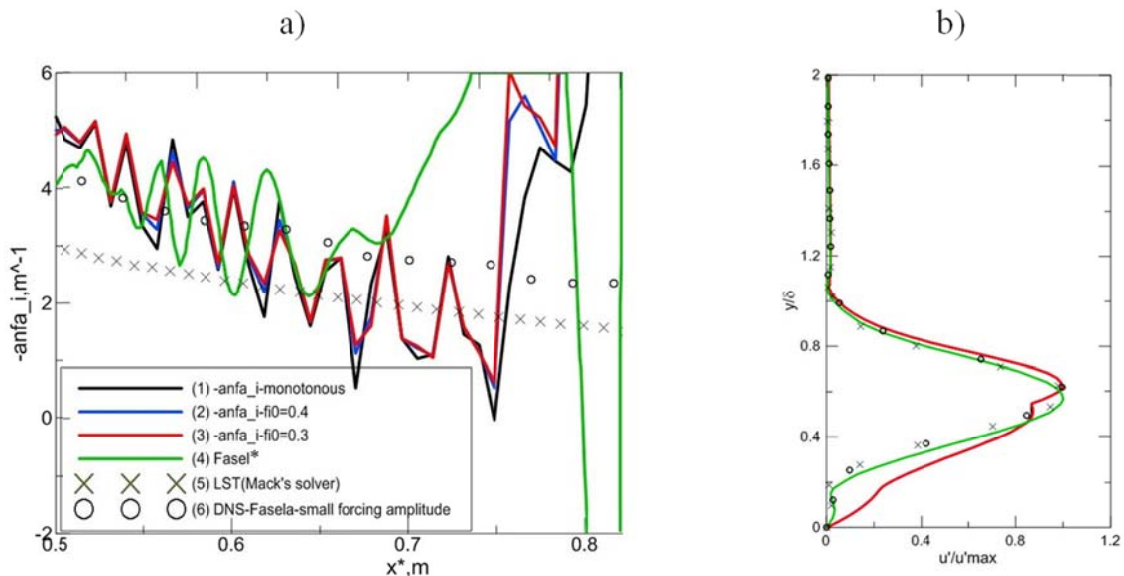 a)
b)
6
4
2
0
-2
-anfa_i,m^-1
(1) -anfa_i-monotonous
(2) -anfa_i-fi0=0.4
(3) -anfa_i-fi0=0.3
(4) Fasel*
(5) LST(Mack's solver)
(6) DNS-Fasela-small forcing amplitude
0.5
0.6
0.7
0.8
x*,m
2
1.6
1.2
0.8
0.4
0
y/δ
0
0.4
0.8
1.2
u'/u'max